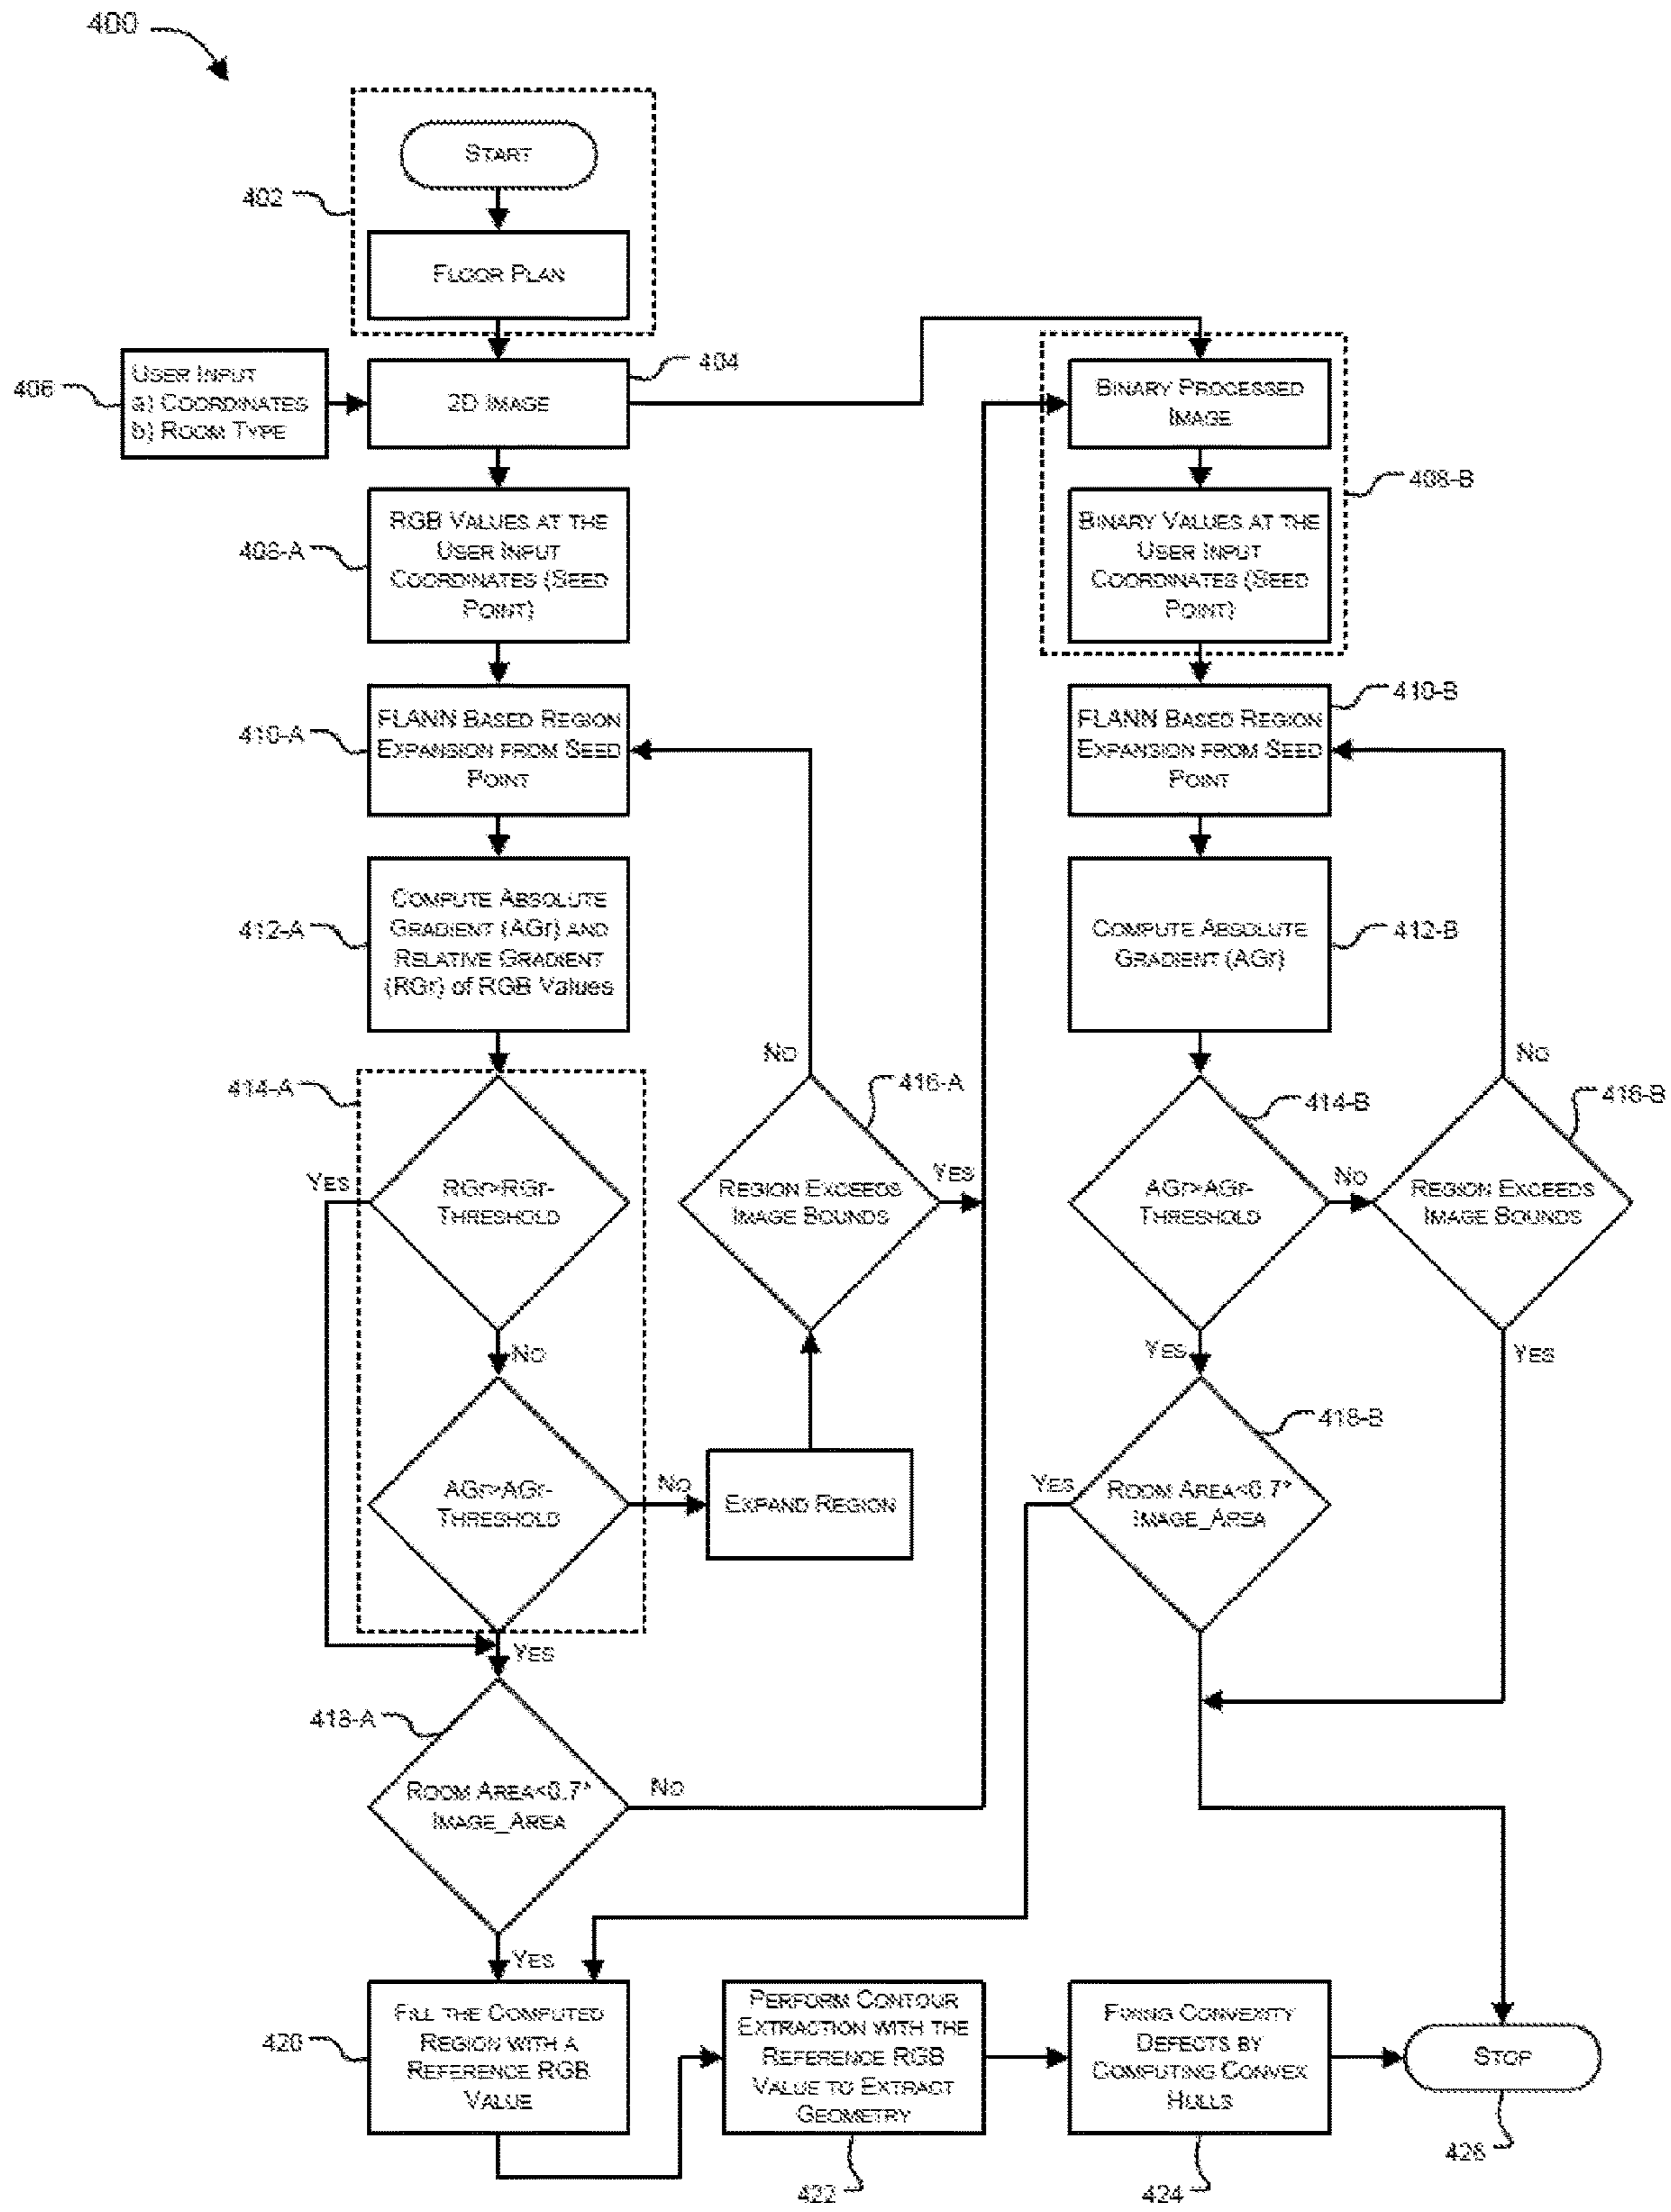 400
START
402
FLOOR PLAN
404
406
USER INPUT
a) COORDINATES
b) ROOM TYPE
2D IMAGE
BINARY PROCESSED
IMAGE
408-B
408-A
RGB VALUES AT THE
USER INPUT
COORDINATES (SEED
POINT)
BINARY VALUES AT THE
USER INPUT
COORDINATES (SEED
POINT)
410-A
FLANN BASED REGION
EXPANSION FROM SEED
POINT
410-B
FLANN BASED REGION
EXPANSION FROM SEED
POINT
412-A
COMPUTE ABSOLUTE
GRADIENT (AGr) AND
RELATIVE GRADIENT
(RGr) of RGB VALUES
COMPUTE ABSOLUTE
GRADIENT (AGr)
412-B
414-A
NO
416-A
414-B
NO
416-B
YES
RGr>RGr-
THRESHOLD
REGION EXCEEDS
IMAGE BOUNDS
YES
AGr>AGr-
THRESHOLD
NO
REGION EXCEEDS
IMAGE BOUNDS
NO
YES
YES
AGr>AGr-
THRESHOLD
NO
EXPAND REGION
418-B
YES
ROOM AREA<0.7*
IMAGE_AREA
YES
418-A
ROOM AREA<0.7*
IMAGE_AREA
NO
YES
420
FILL THE COMPUTED
REGION WITH A
REFERENCE RGB
VALUE
PERFORM CONTOUR
EXTRACTION WITH THE
REFERENCE RGB
VALUE TO EXTRACT
GEOMETRY
FIXING CONVEXITY
DEFECTS BY
COMPUTING CONVEX
HULLS
STOP
422
424
426